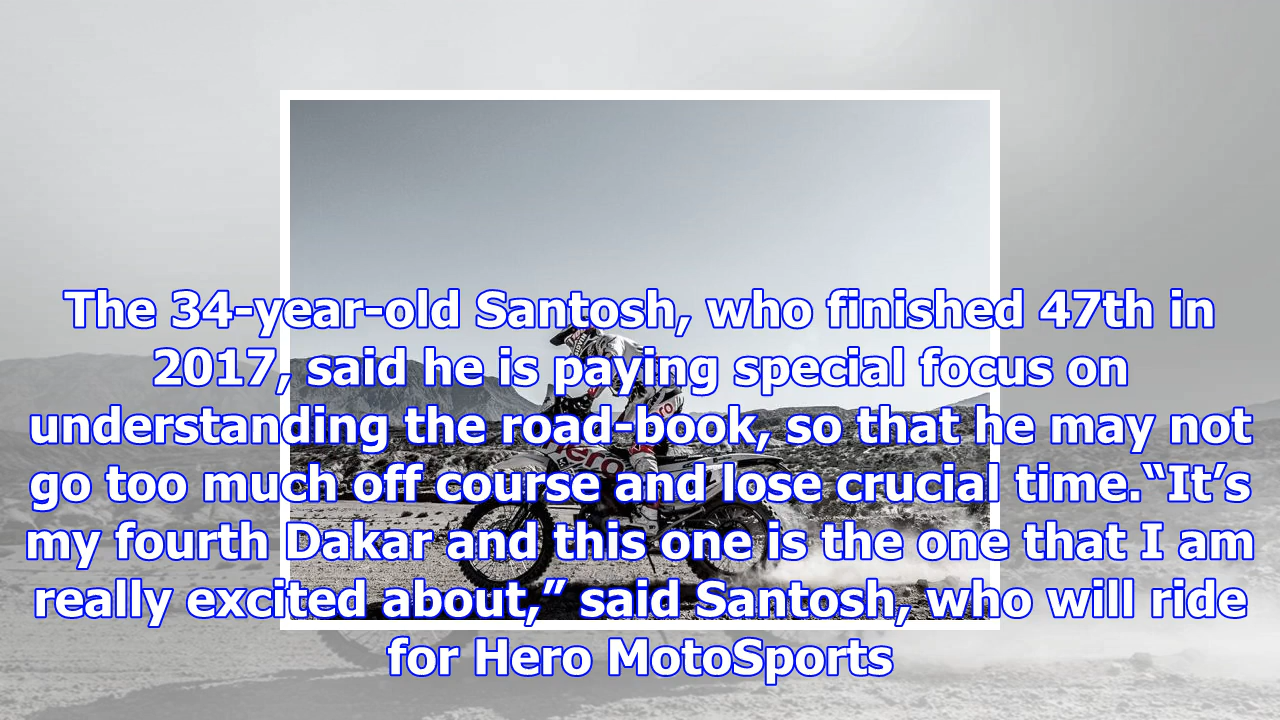 The 34-year-old Santosh, who finished 47th in
2017, said he is paying special focus on
understanding the road-book, so that he may not
go too much off course and lose crucial time.“It’s
my fourth Dakar and this one is the one that I am
really excited about,” said Santosh, who will ride
for Hero MotoSports
hero